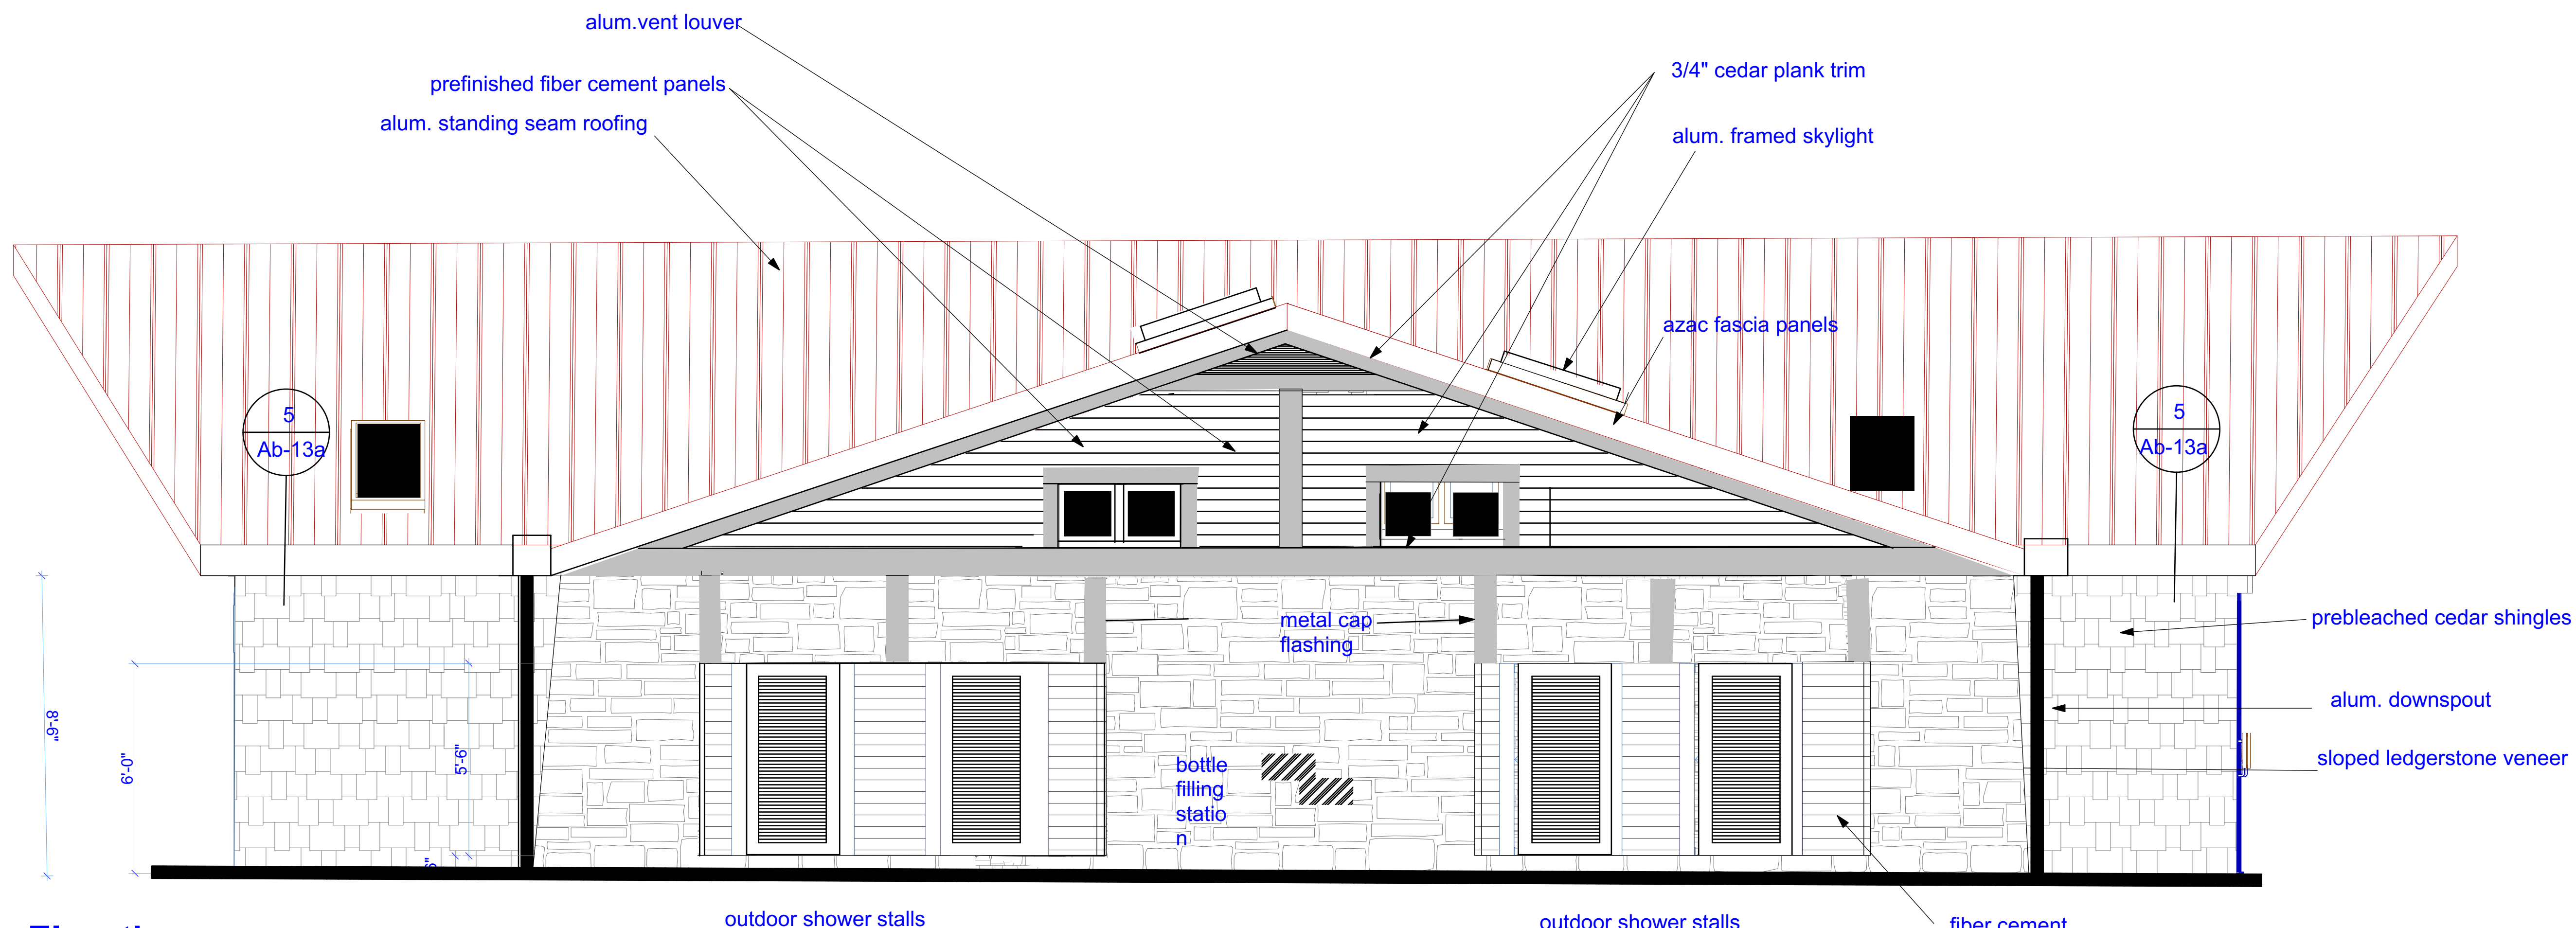 alum.vent louver
prefinished fiber cement panels
alum. standing seam roofing
3/4" cedar plank trim
alum. framed skylight
azac fascia panels
5
Ab-13a
5
Ab-13a
metal cap
flashing
prebleached cedar shingles
alum. downspout
sloped ledgerstone veneer
bottle
filling
statio
n
6'-0"
5'-6"
outdoor shower stalls
outdoor shower stalls
fiber cement